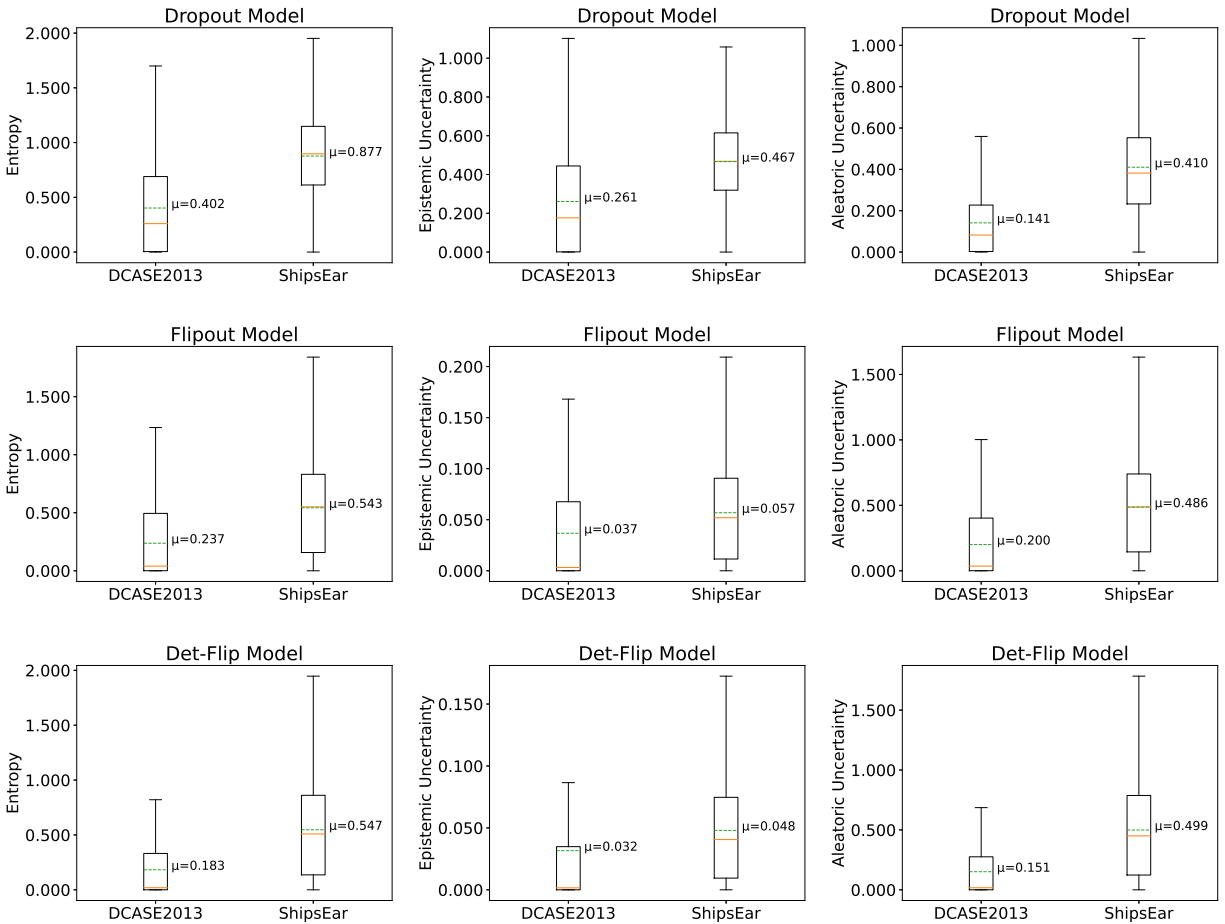 Dropout Model
Entropy
2.000
1.500
1.000
0.500
0.000
μ=0.402
μ=0.877
DCASE2013 ShipsEar
Dropout Model
Epistemic Uncertainty
1.000
0.800
0.600
0.400
0.200
0.000
μ=0.261
μ=0.467
DCASE2013 ShipsEar
Dropout Model
Aleatoric Uncertainty
1.000
0.800
0.600
0.400
0.200
0.000
μ=0.141
μ=0.410
DCASE2013 ShipsEar
Flipout Model
Entropy
1.500
1.000
0.500
0.000
μ=0.237
μ=0.543
DCASE2013 ShipsEar
Flipout Model
Epistemic Uncertainty
0.200
0.150
0.100
0.050
0.000
μ=0.037
μ=0.057
DCASE2013 ShipsEar
Flipout Model
Aleatoric Uncertainty
1.500
1.000
0.500
0.000
μ=0.200
μ=0.486
DCASE2013 ShipsEar
Det-Flip Model
Entropy
2.000
1.500
1.000
0.500
0.000
μ=0.183
μ=0.547
DCASE2013 ShipsEar
Det-Flip Model
Epistemic Uncertainty
0.150
0.100
0.050
0.000
μ=0.032
μ=0.048
DCASE2013 ShipsEar
Det-Flip Model
Aleatoric Uncertainty
1.500
1.000
0.500
0.000
μ=0.151
μ=0.499
DCASE2013 ShipsEar